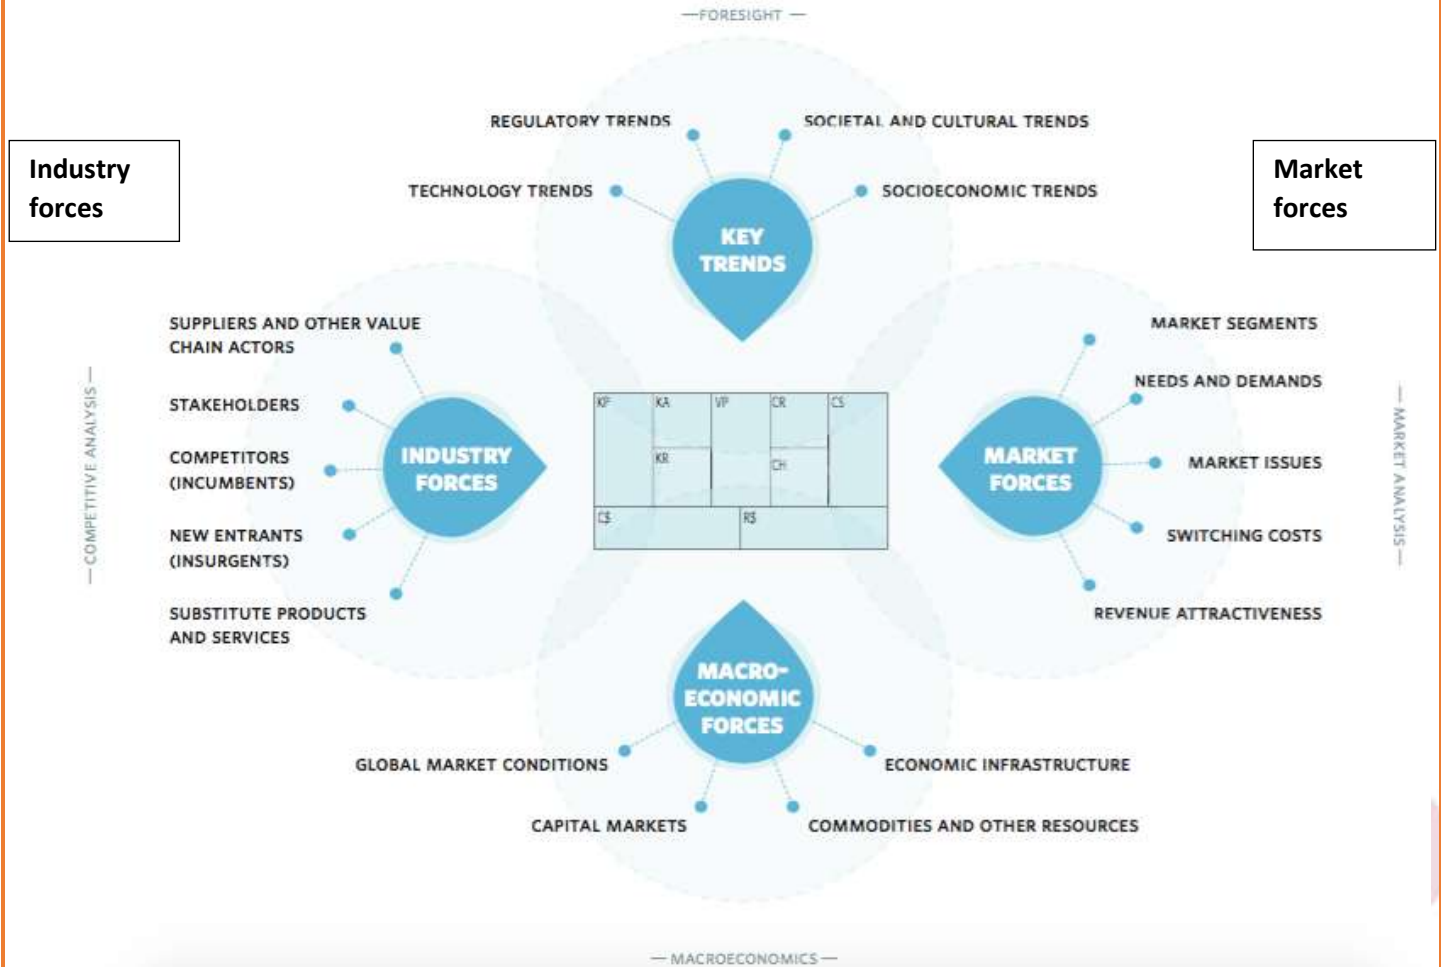 —FORESIGHT —
REGULATORY TRENDS
SOCIETAL AND CULTURAL TRENDS
TECHNOLOGY TRENDS
SOCIOECONOMIC TRENDS
KEY
TRENDS
Industry
forces
Market
forces
—COMPETITIVE ANALYSIS—
SUPPLIERS AND OTHER VALUE
CHAIN ACTORS
STAKEHOLDERS
COMPETITORS
(INCUMBENTS)
NEW ENTRANTS
(INSURGENTS)
SUBSTITUTE PRODUCTS
AND SERVICES
INDUSTRY
FORCES
KP
KA
VP
CR
CS
KR
CH
C$
R$
MARKET
FORCES
MARKET SEGMENTS
NEEDS AND DEMANDS
MARKET ISSUES
SWITCHING COSTS
REVENUE ATTRACTIVENESS
— MARKET ANALYSIS—
MACRO-
ECONOMIC
FORCES
GLOBAL MARKET CONDITIONS
ECONOMIC INFRASTRUCTURE
CAPITAL MARKETS
COMMODITIES AND OTHER RESOURCES
— MACROECONOMICS —